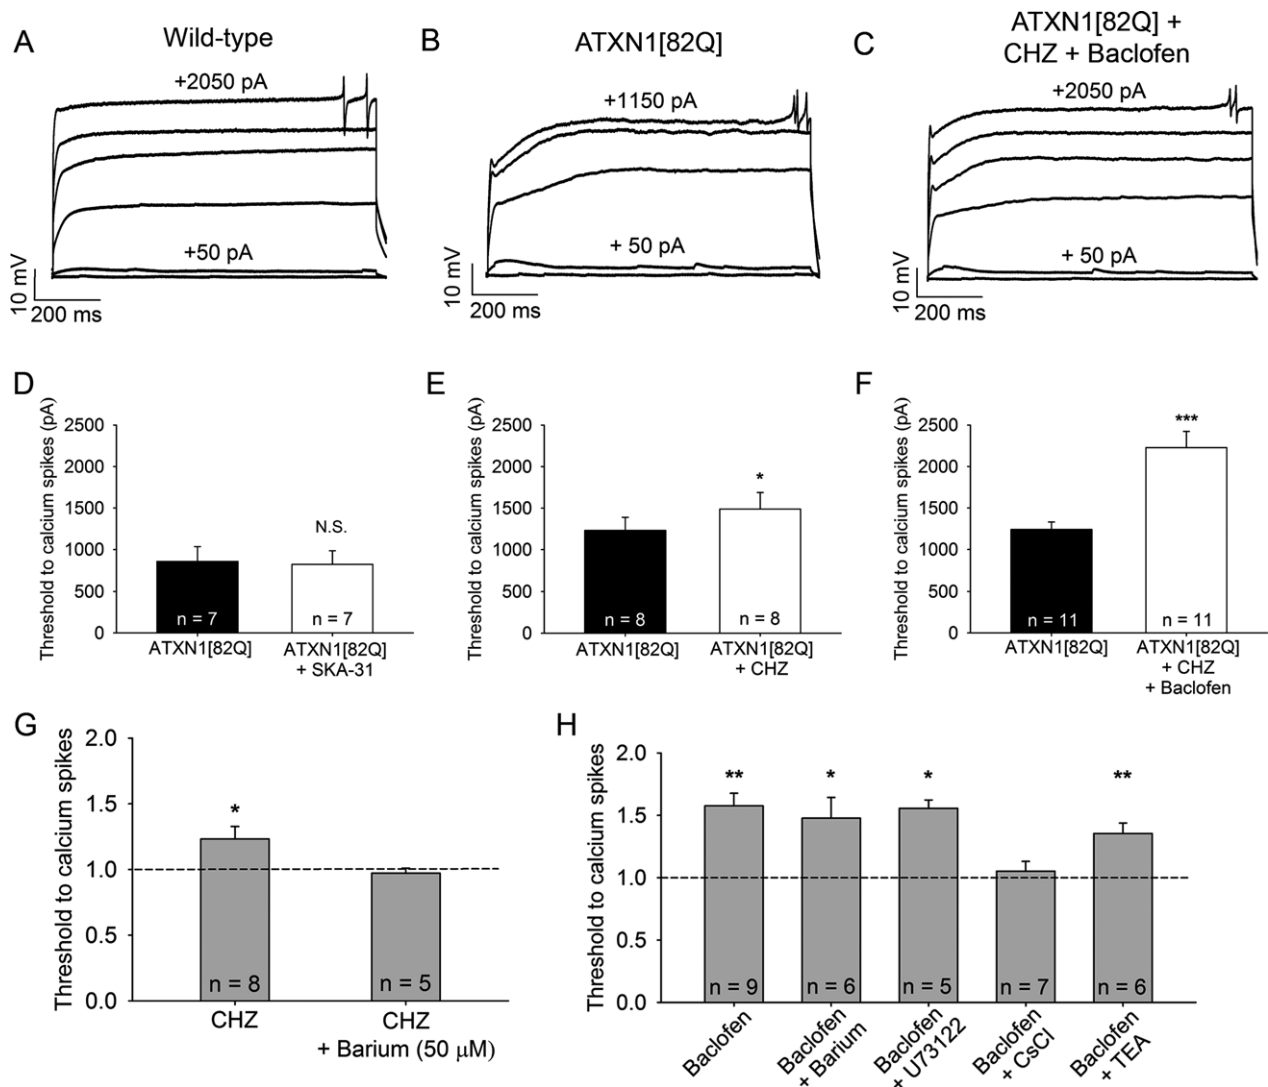 A
Wild-type
+2050 pA
+50 pA
10 mV
200 ms
B
ATXN1[82Q]
+1150 pA
+ 50 pA
10 mV
200 ms
C
ATXN1[82Q] +
CHZ + Baclofen
+2050 pA
+ 50 pA
10 mV
200 ms
D
Threshold to calcium spikes (pA)
2500
2000
1500
1000
500
0
N.S.
n = 7
n = 7
ATXN1[82Q]
ATXN1[82Q]
+ SKA-31
E
Threshold to calcium spikes (pA)
2500
2000
1500
1000
500
0
*
n = 8
n = 8
ATXN1[82Q]
ATXN1[82Q]
+ CHZ
F
Threshold to calcium spikes (pA)
2500
2000
1500
1000
500
0
***
n = 11
n = 11
ATXN1[82Q]
ATXN1[82Q]
+ CHZ
+ Baclofen
G
Threshold to calcium spikes
2.0
1.5
1.0
0.5
0.0
*
n = 8
n = 5
CHZ
CHZ
+ Barium (50 μM)
H
Threshold to calcium spikes
2.0
1.5
1.0
0.5
0.0
**
*
*
**
n = 9
n = 6
n = 5
n = 7
n = 6
Baclofen
Baclofen
+ Barium
Baclofen
+ U73122
Baclofen
+ CsCl
Baclofen
+ TEA